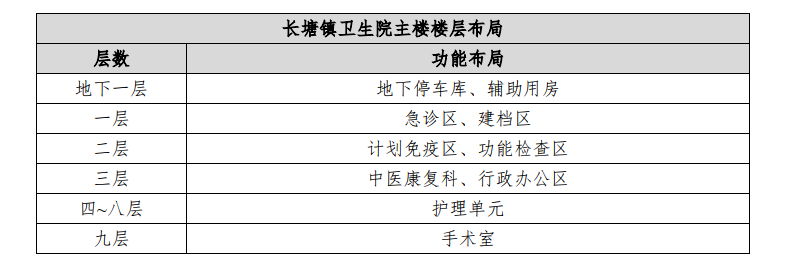 长塘镇卫生院主楼楼层布局
层数 功能布局
地下一层 地下停车库、辅助用房
一层 急诊区、建档区
二层 计划免疫区、功能检查区
三层 中医康复科、行政办公区
四~八层 护理单元
九层 手术室